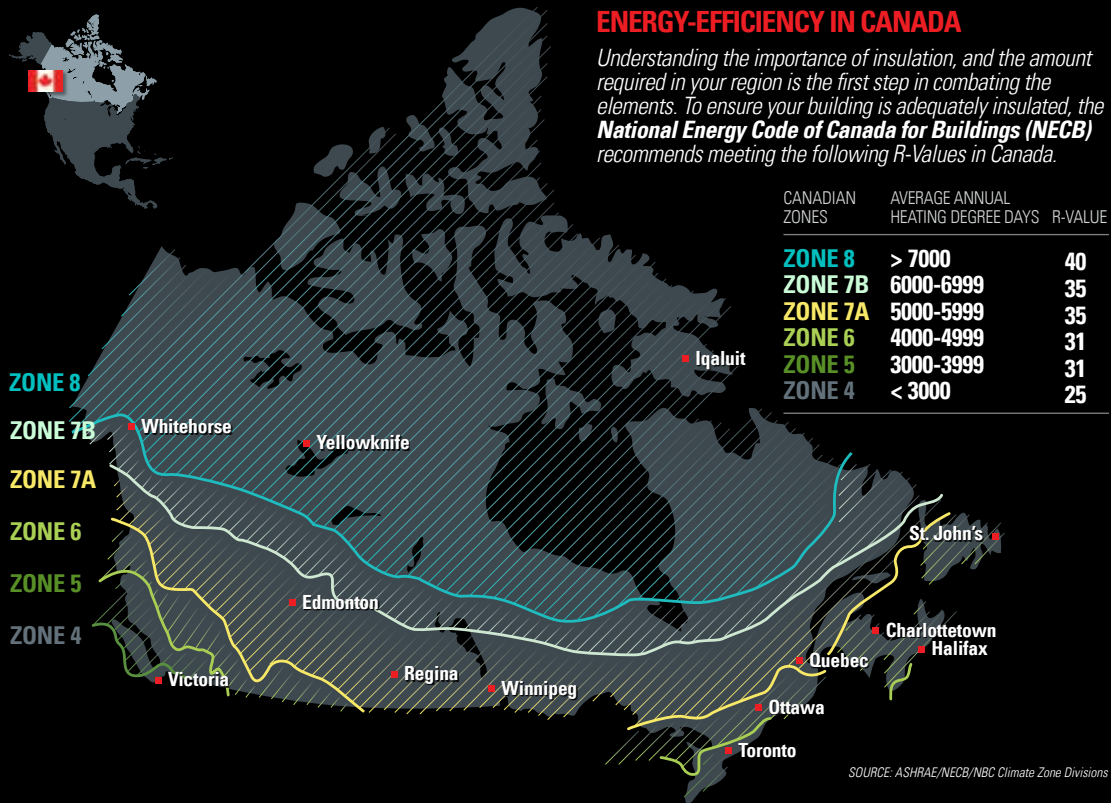 ENERGY-EFFICIENCY IN CANADA
Understanding the importance of insulation, and the amount
required in your region is the first step in combating the
elements. To ensure your building is adequately insulated, the
National Energy Code of Canada for Buildings (NECB)
recommends meeting the following R-Values in Canada.
CANADIAN ZONES AVERAGE ANNUAL HEATING DEGREE DAYS R-VALUE
ZONE 8 > 7000 40
ZONE 7B 6000-6999 35
ZONE 7A 5000-5999 35
ZONE 6 4000-4999 31
ZONE 5 3000-3999 31
ZONE 4 < 3000 25
Iqaluit
ZONE 8
ZONE 7B
Whitehorse
Yellowknife
ZONE 7A
ZONE 6
St. John's
ZONE 5
Edmonton
ZONE 4
Charlottetown
Halifax
Quebec
Victoria
Regina
Winnipeg
Ottawa
Toronto
SOURCE: ASHRAE/NECB/NBC Climate Zone Divisions